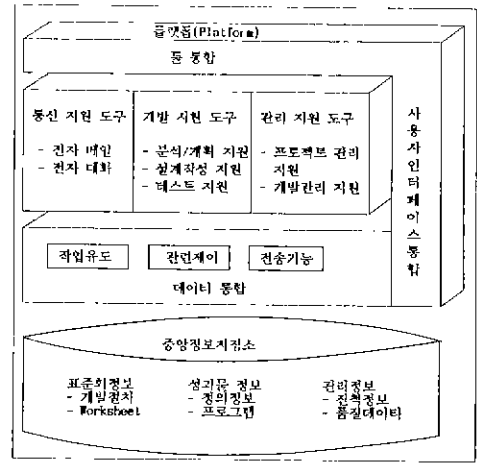 플랫폼(Platform)
툴 통합
통신 지원 도구
- 전자 메일
- 전자 대화
개발 지원 도구
- 분석/계획 지원
- 설계작성 지원
- 테스트 지원
관리 지원 도구
- 프로젝트 관리
지원
- 개발관리 지원
사용자인터페이스통합
작업유도
관련제어
전송기능
데이터 통합
중앙정보저장소
표준화정보
- 개발절차
- Worksheet
성과물 정보
- 정의정보
- 프로그램
관리정보
- 진척정보
- 품질데이타